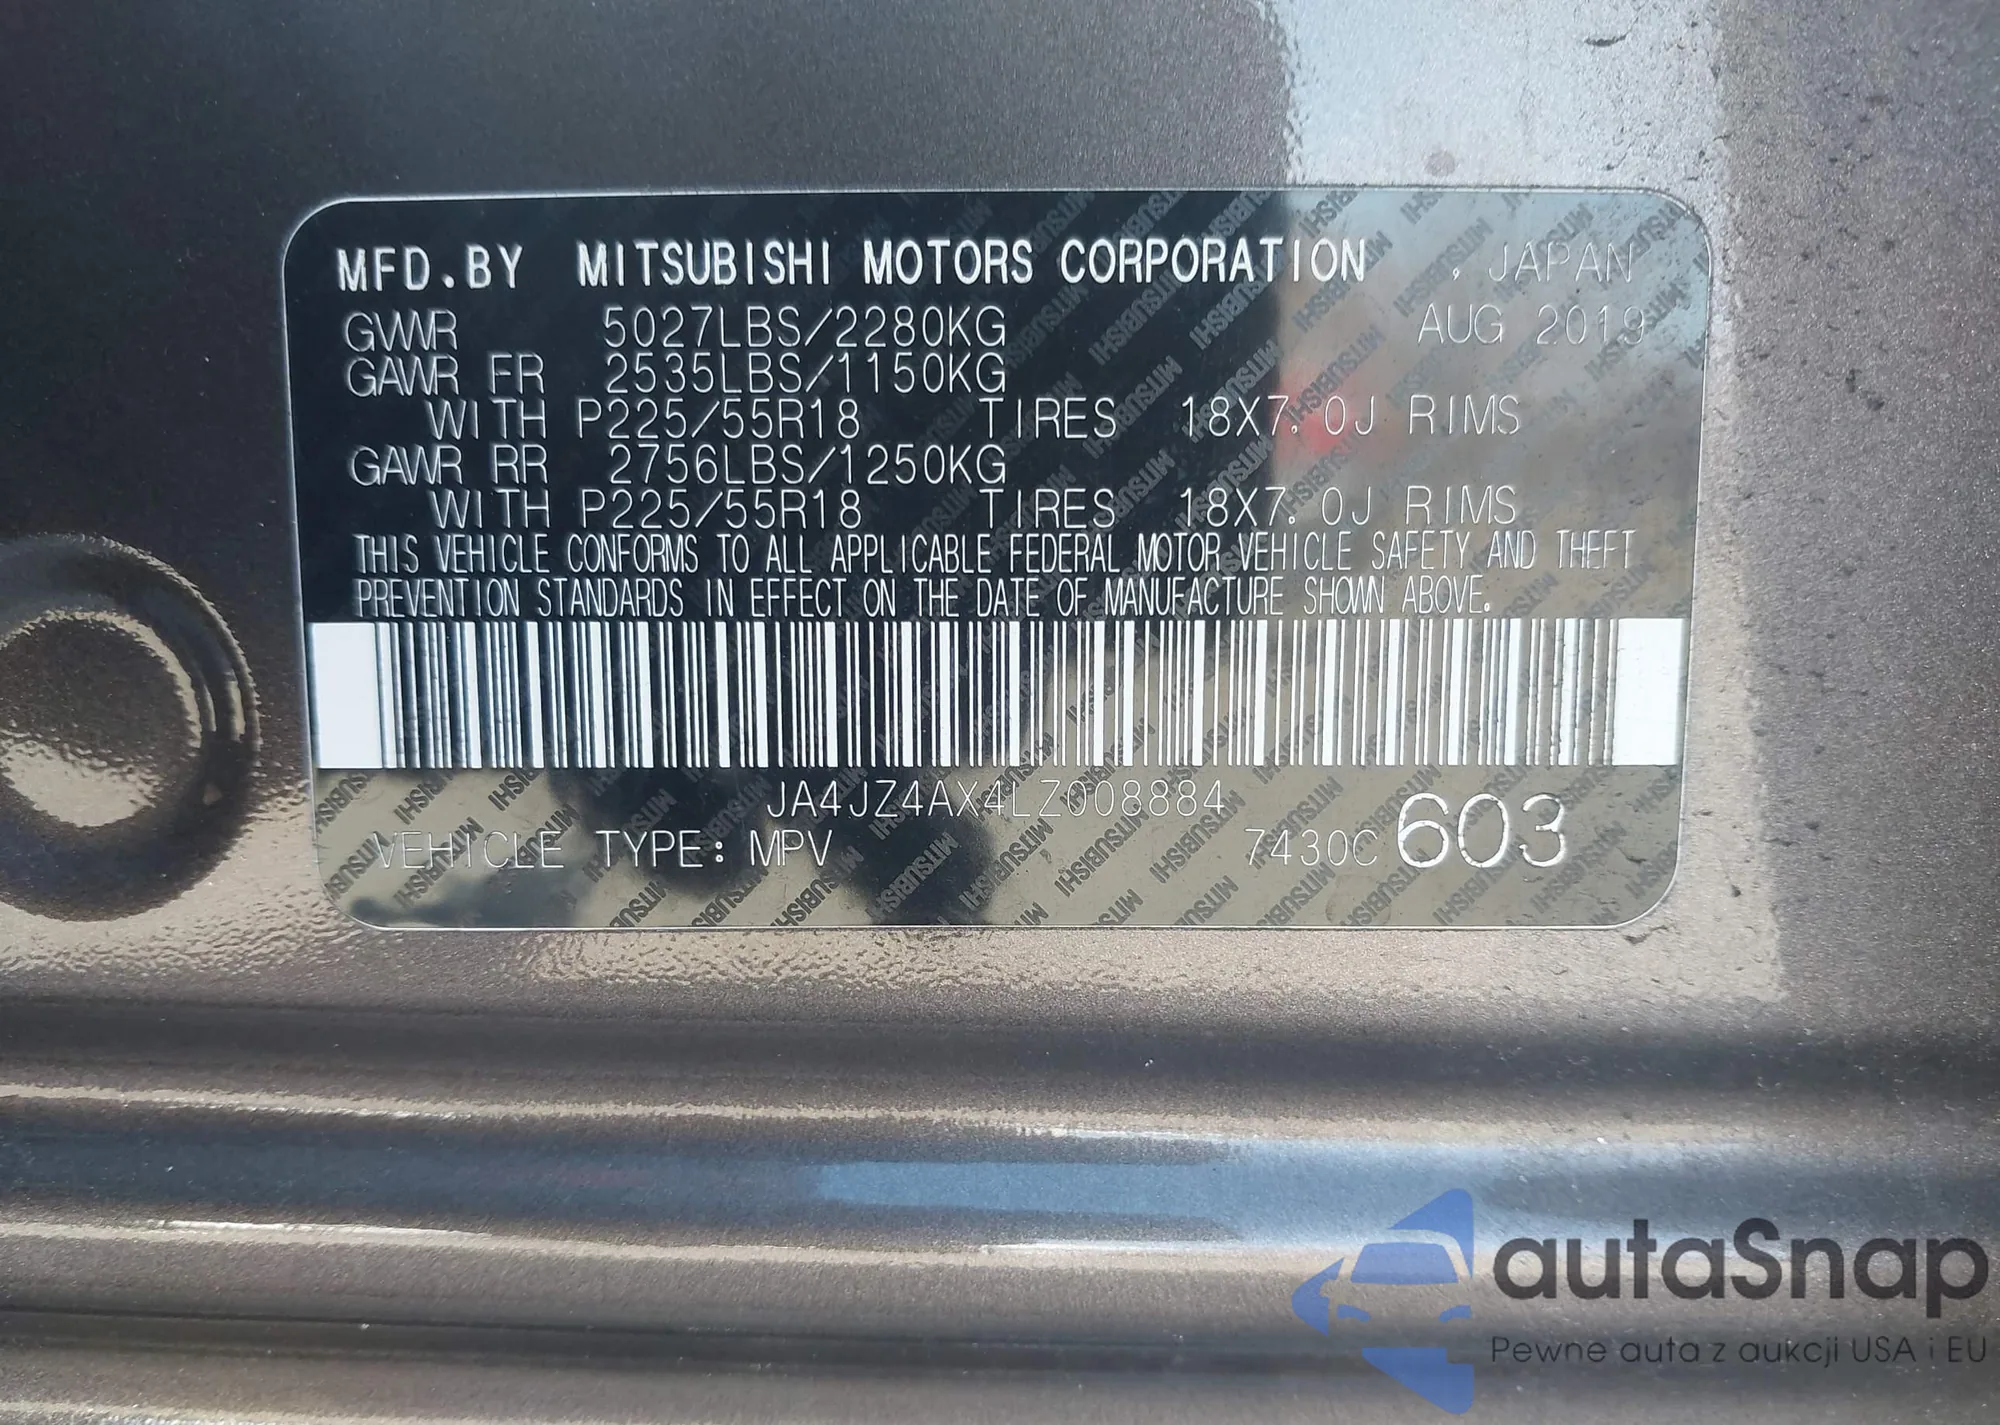 MFD.BY MITSUBISHI MOTORS CORPORATION , JAPAN
GVWR 5027LBS/2280KG AUG 2019
GAWR FR 2535LBS/1150KG
WITH P225/55R18 TIRES 18X7.0J RIMS
GAWR RR 2756LBS/1250KG
WITH P225/55R18 TIRES 18X7.0J RIMS
THIS VEHICLE CONFORMS TO ALL APPLICABLE FEDERAL MOTOR VEHICLE SAFETY AND THEFT
PREVENTION STANDARDS IN EFFECT ON THE DATE OF MANUFACTURE SHOWN ABOVE.
JA4JZ4AX4LZ008884
VEHICLE TYPE: MPV 7430C 603
autaSnap
Pewne auta z aukcji USA i EU